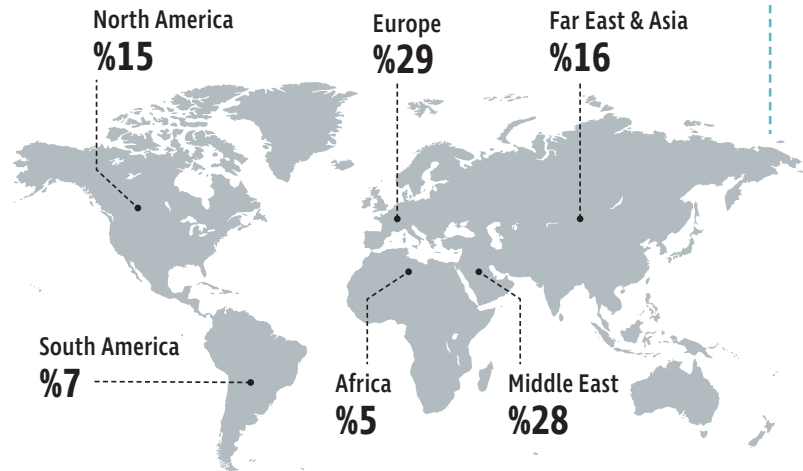 North America
%15
Europe
%29
Far East & Asia
%16
South America
%7
Africa
%5
Middle East
%28